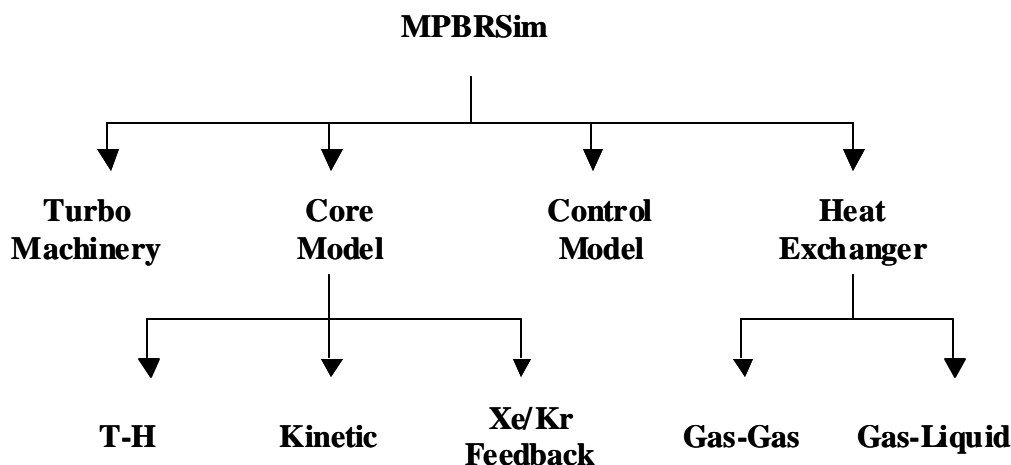 MPBRSim
Turbo
Machinery
Core
Model
Control
Model
Heat
Exchanger
T-H
Kinetic
Xe/Kr
Feedback
Gas-Gas
Gas-Liquid